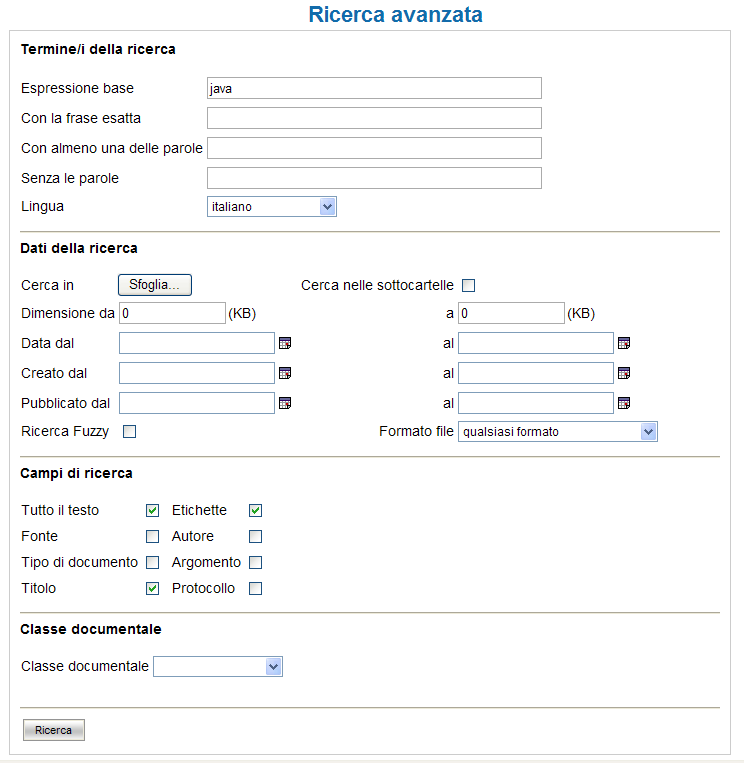 Ricerca avanzata
Termine/i della ricerca
Espressione base java
Con la frase esatta
Con almeno una delle parole
Senza le parole
Lingua italiano
Dati della ricerca
Cerca in Sfoglia... Cerca nelle sottocartelle
Dimensione da 0 (KB) a 0 (KB)
Data dal al
Creato dal al
Pubblicato dal al
Ricerca Fuzzy Formato file qualsiasi formato
Campi di ricerca
Tutto il testo Etichette
Fonte Autore
Tipo di documento Argomento
Titolo Protocollo
Classe documentale
Classe documentale
Ricerca